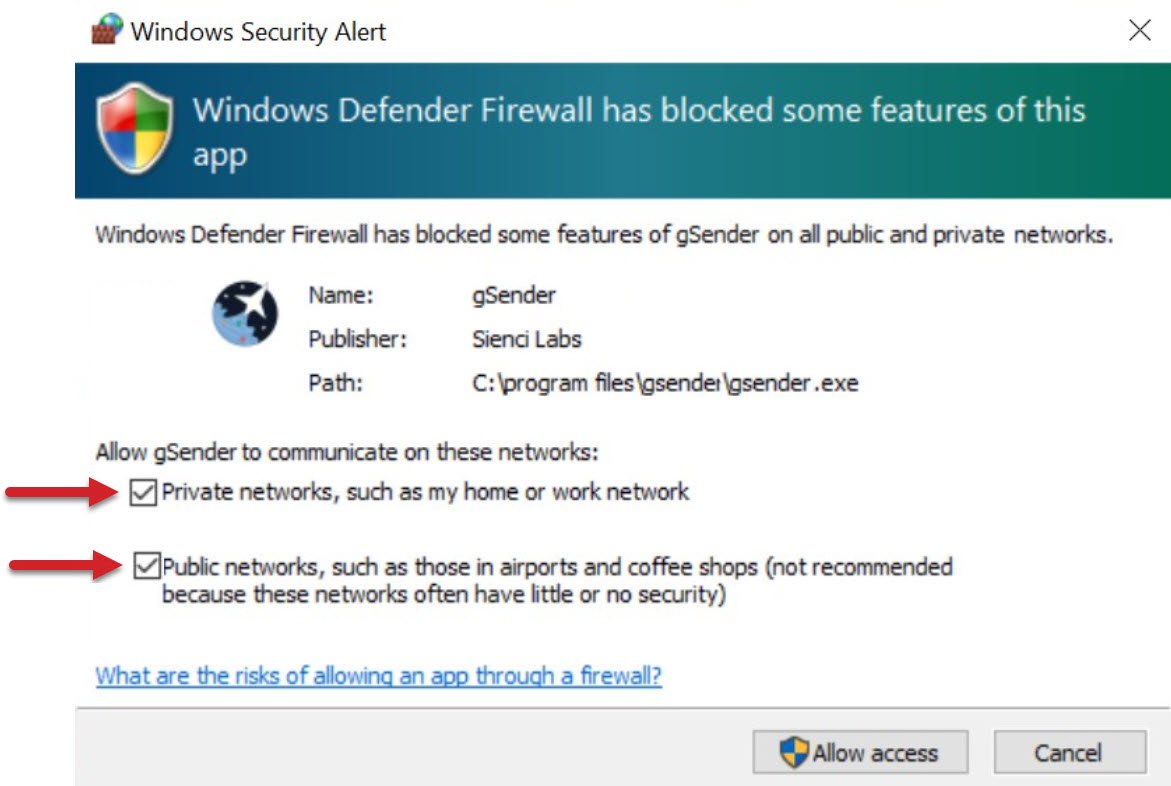 Windows Security Alert
Windows Defender Firewall has blocked some features of this
app
Windows Defender Firewall has blocked some features of gSender on all public and private networks.
Name: gSender
Publisher: Sienci Labs
Path: C:\program files\gsender\gsender.exe
Allow gSender to communicate on these networks:
Private networks, such as my home or work network
Public networks, such as those in airports and coffee shops (not recommended
because these networks often have little or no security)
What are the risks of allowing an app through a firewall?
Allow access Cancel